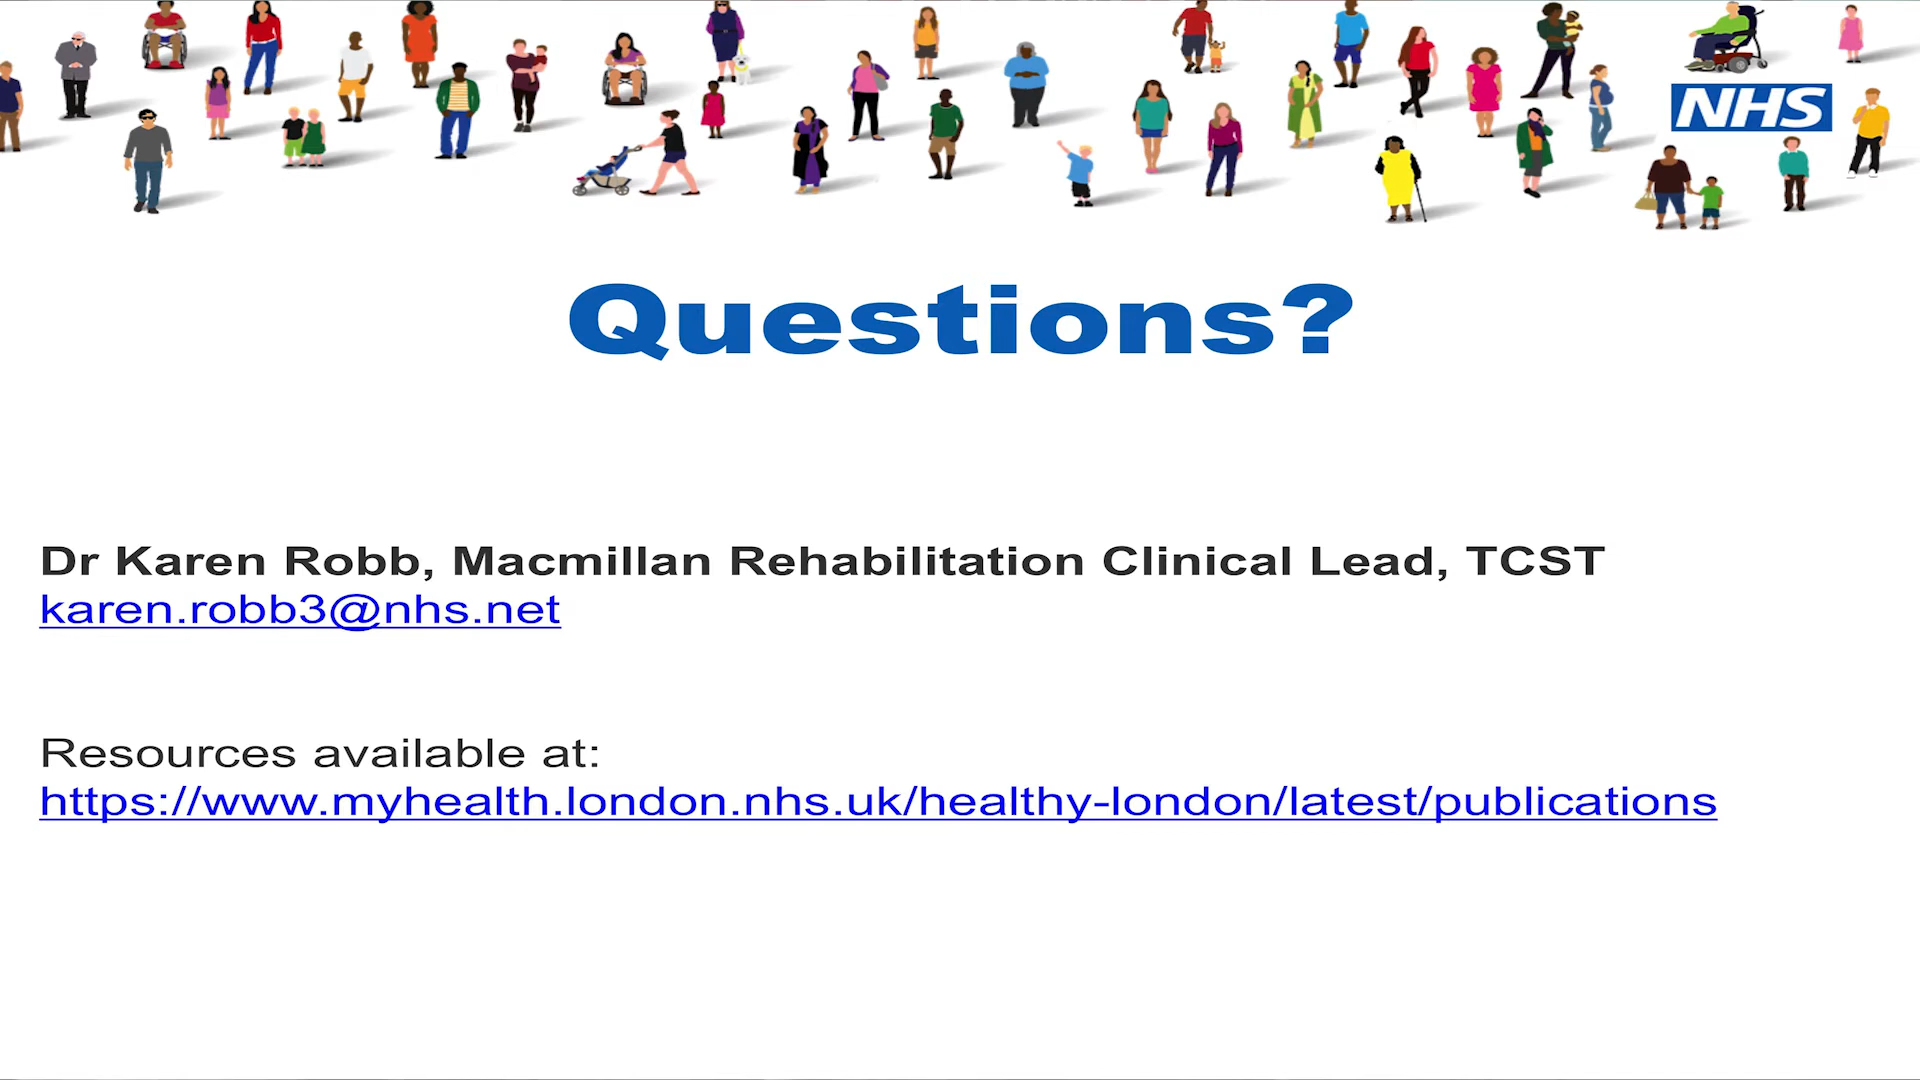 NHS
Questions?
Dr Karen Robb, Macmillan Rehabilitation Clinical Lead, TCST
karen.robb3@nhs.net
Resources available at:
https://www.myhealth.london.nhs.uk/healthy-london/latest/publications